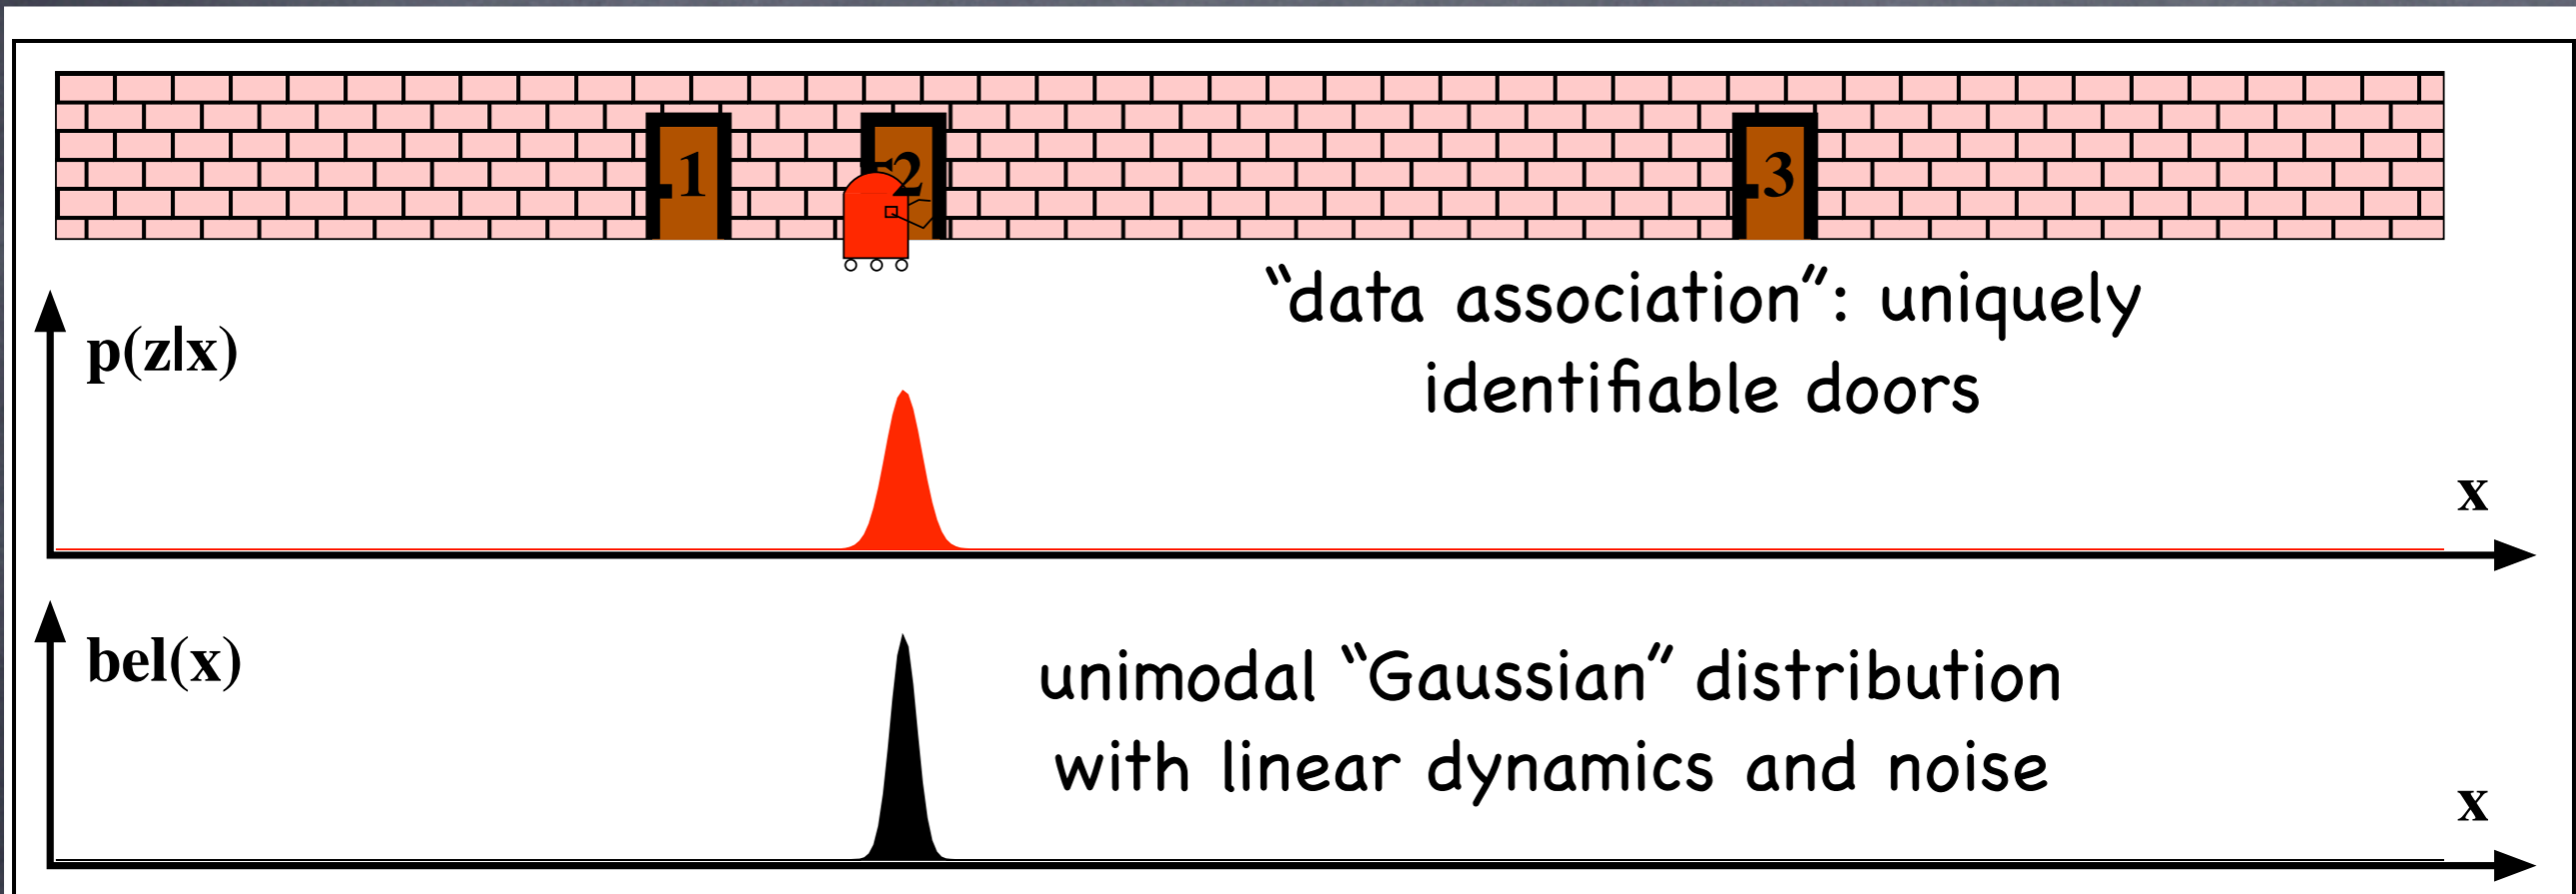 1 2 3
“data association”: uniquely
identifiable doors
p(z|x)
x
bel(x)
unimodal “Gaussian” distribution
with linear dynamics and noise
x